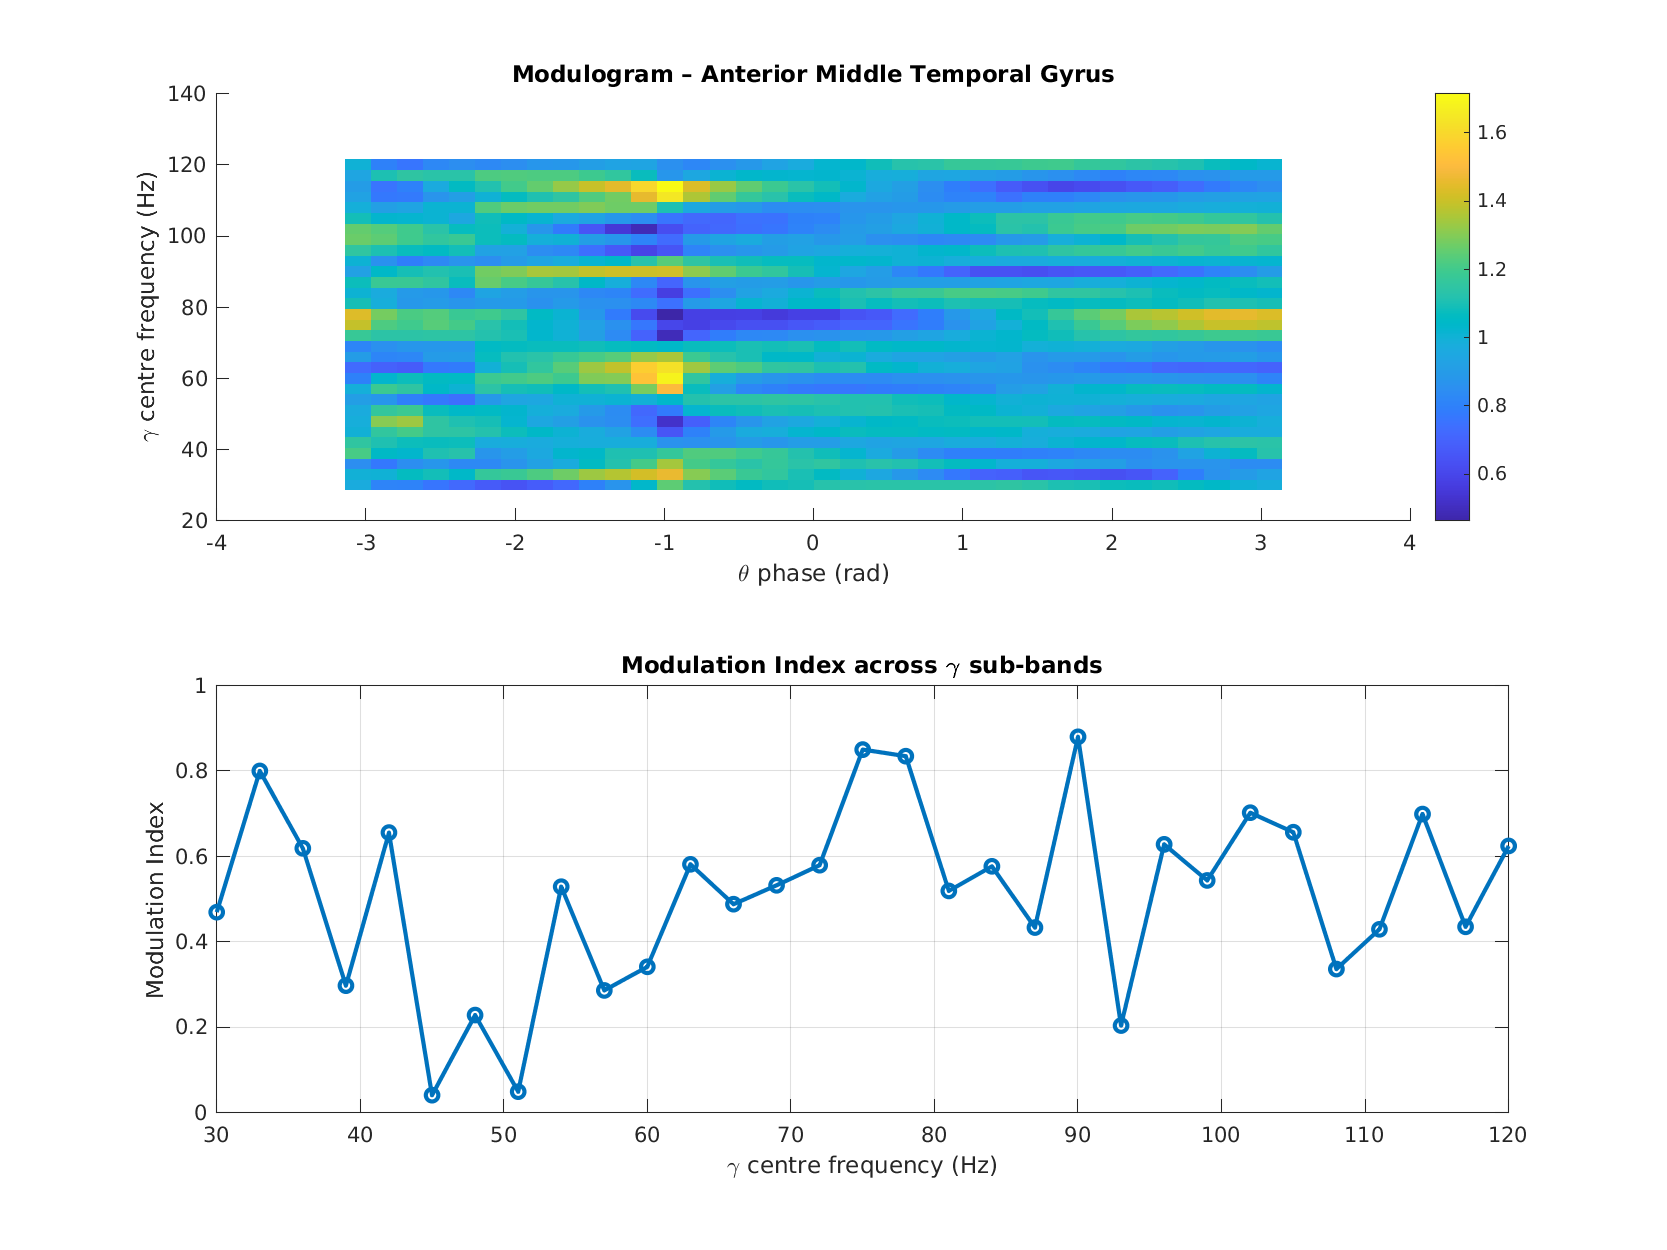 Modulogram – Anterior Middle Temporal Gyrus
140
120
100
80
60
40
20
γ centre frequency (Hz)
-4 -3 -2 -1 0 1 2 3 4
θ phase (rad)
1.6
1.4
1.2
1
0.8
0.6
Modulation Index across γ sub-bands
1
0.8
0.6
0.4
0.2
0
Modulation Index
30 40 50 60 70 80 90 100 110 120
γ centre frequency (Hz)